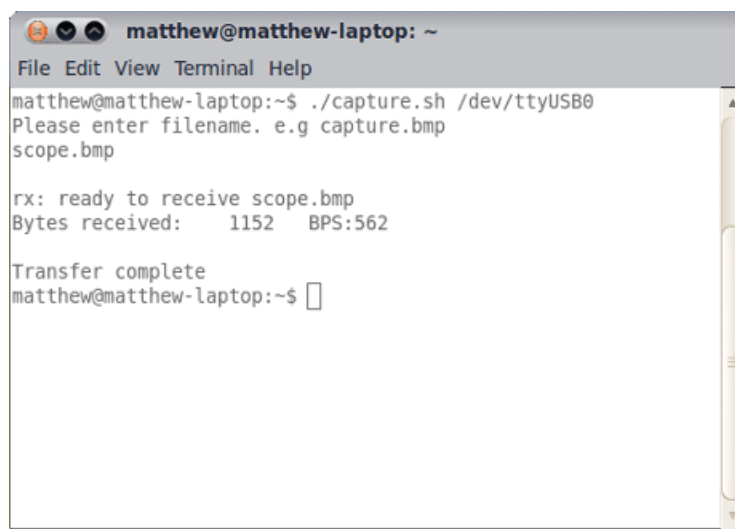 matthew@matthew-laptop: ~
File Edit View Terminal Help
matthew@matthew-laptop:~$ ./capture.sh /dev/ttyUSB0
Please enter filename. e.g capture.bmp
scope.bmp
rx: ready to receive scope.bmp
Bytes received:    1152   BPS:562
Transfer complete
matthew@matthew-laptop:~$